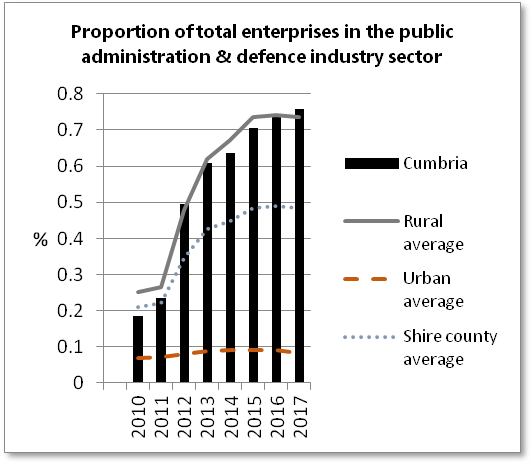 Proportion of total enterprises in the public
administration & defence industry sector
0.8
0.7
0.6
0.5
0.4
0.3
0.2
0.1
0
%
2010
2011
2012
2013
2014
2015
2016
2017
Cumbria
Rural
average
Urban
average
Shire county
average